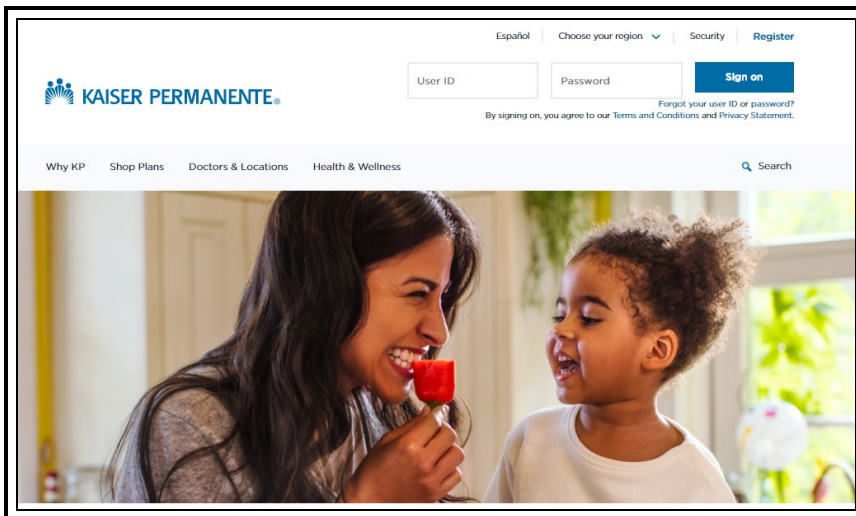 Español Choose your region Security Register
KAISER PERMANENTE®
User ID Password Sign on
Forgot your user ID or password?
By signing on, you agree to our Terms and Conditions and Privacy Statement.
Why KP Shop Plans Doctors & Locations Health & Wellness Search